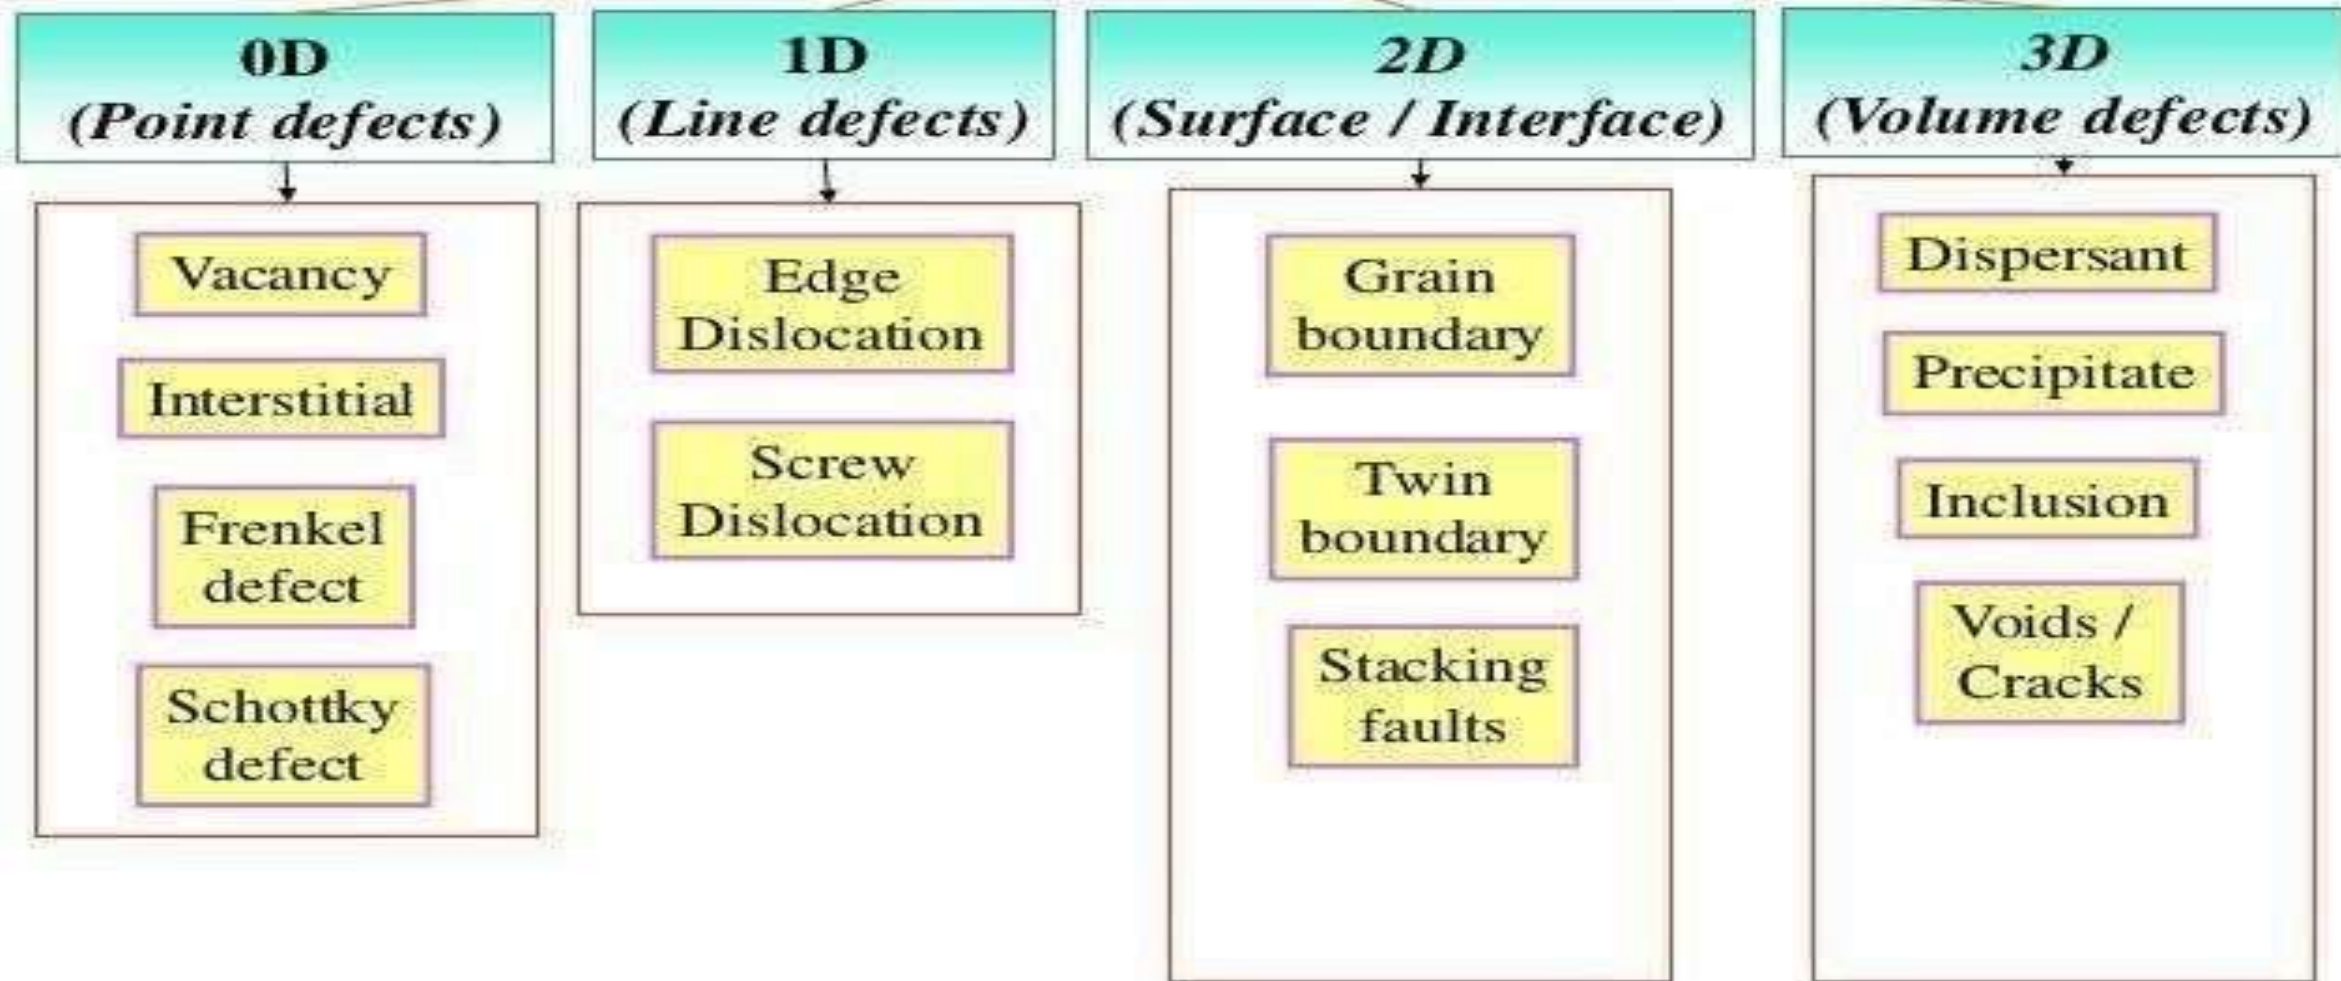 0D
(Point defects)
Vacancy
Interstitial
Frenkel
defect
Schottky
defect
1D
(Line defects)
Edge
Dislocation
Screw
Dislocation
2D
(Surface / Interface)
Grain
boundary
Twin
boundary
Stacking
faults
3D
(Volume defects)
Dispersant
Precipitate
Inclusion
Voids /
Cracks